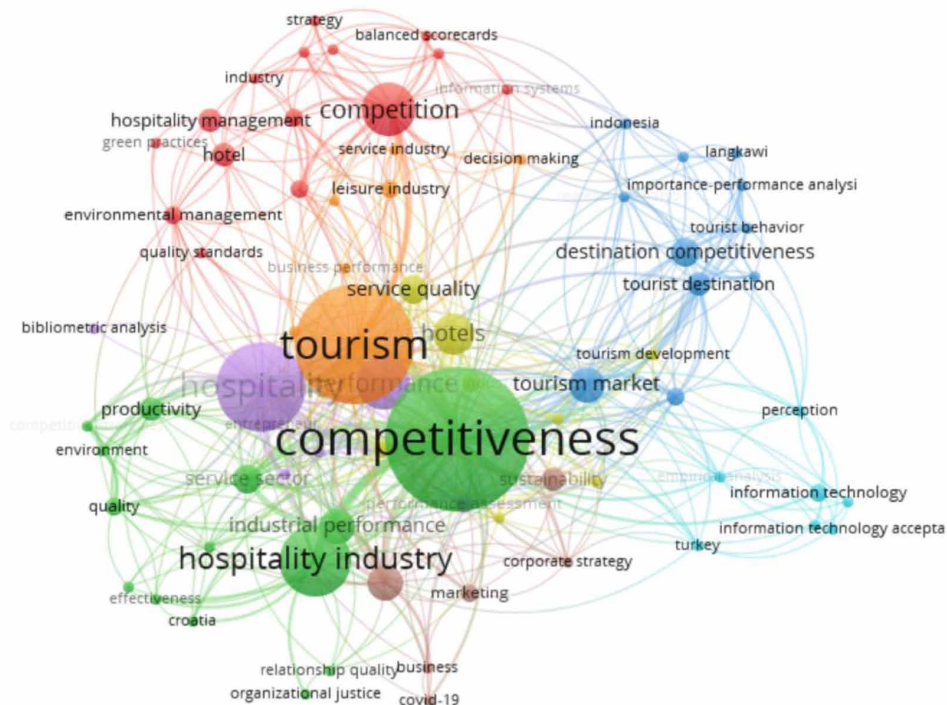 strategy
balanced scorecards
industry
information systems
competition
hospitality management
green practices
hotel
service industry
decision making
indonesia
langkawi
leisure industry
importance-performance analysi
environmental management
tourist behavior
quality standards
destination competitiveness
business performance
service quality
tourist destination
bibliometric analysis
hotels
tourism
tourism development
hospitality
performance
tourism market
productivity
perception
entrepreneur
competitiveness
environment
service sector
sustainability
empirical analysis
information technology
quality
performance assessment
industrial performance
information technology accepta
turkey
hospitality industry
corporate strategy
effectiveness
marketing
croatia
relationship quality
business
organizational justice
covid-19